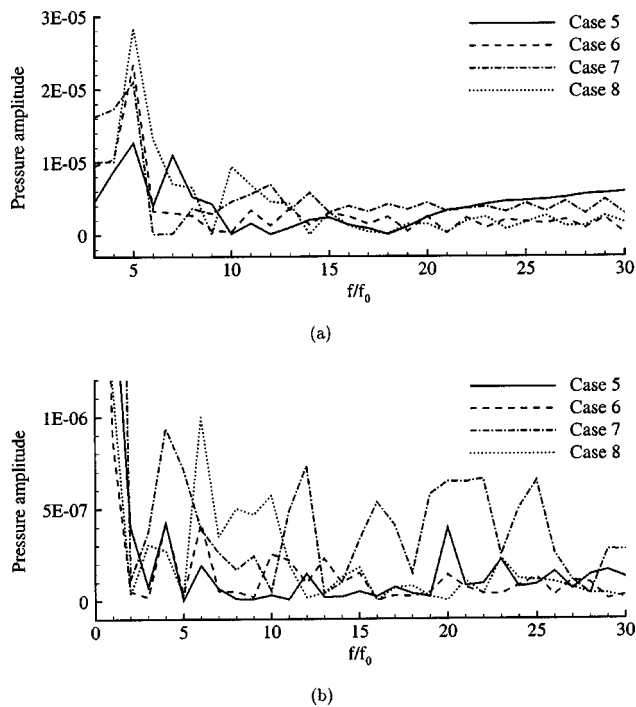 3E-05
2E-05
1E-05
0
Pressure amplitude
Case 5
Case 6
Case 7
Case 8
5 10 15 20 25 30
f/f0
(a)
1E-06
5E-07
0
Pressure amplitude
Case 5
Case 6
Case 7
Case 8
0 5 10 15 20 25 30
f/f0
(b)